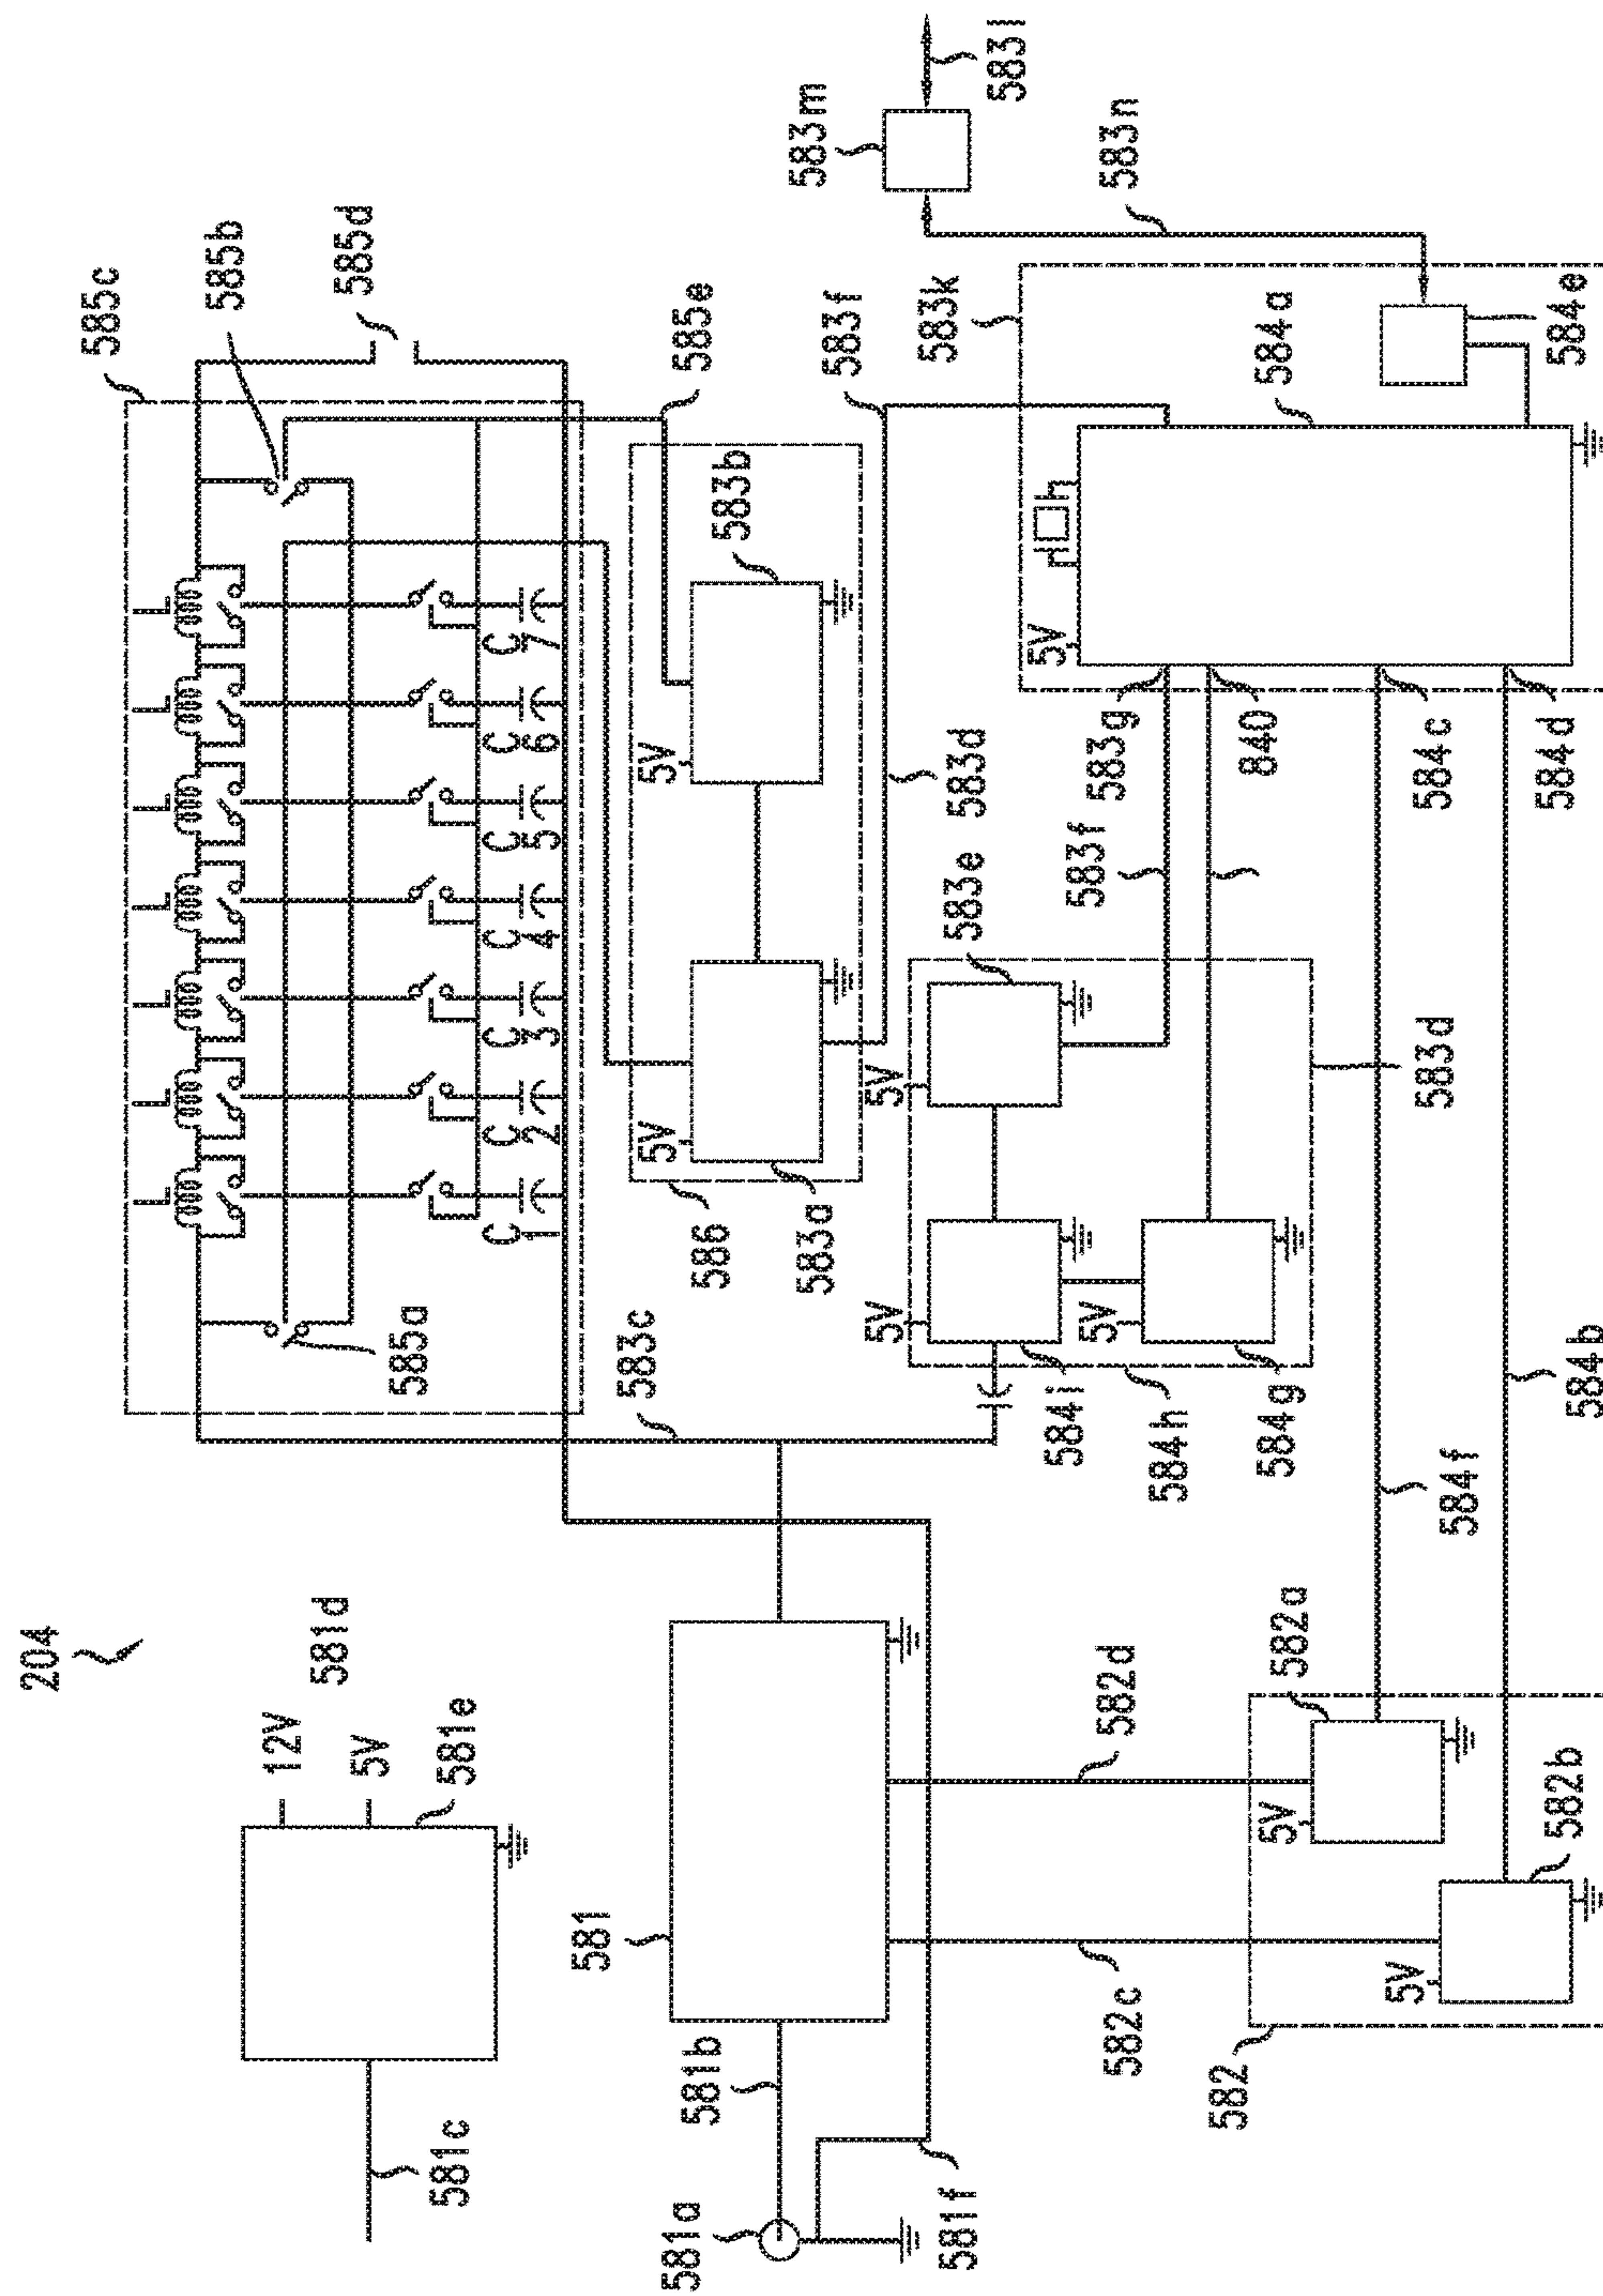 204
12V
581d
5V
581e
581c
585c
585b
585d
585a
C
1
C
2
C
3
C
4
C
5
C
6
C
7
585e
583c
586
5V
583a
5V
583b
583d
583f
581
581b
581a
581f
582d
582c
582
5V
582a
5V
582b
5V
583e
5V
584i
5V
584h
584g
583d
583f
583g
840
584c
584d
584f
584b
583k
5V
584a
584e
583m
583l
583n